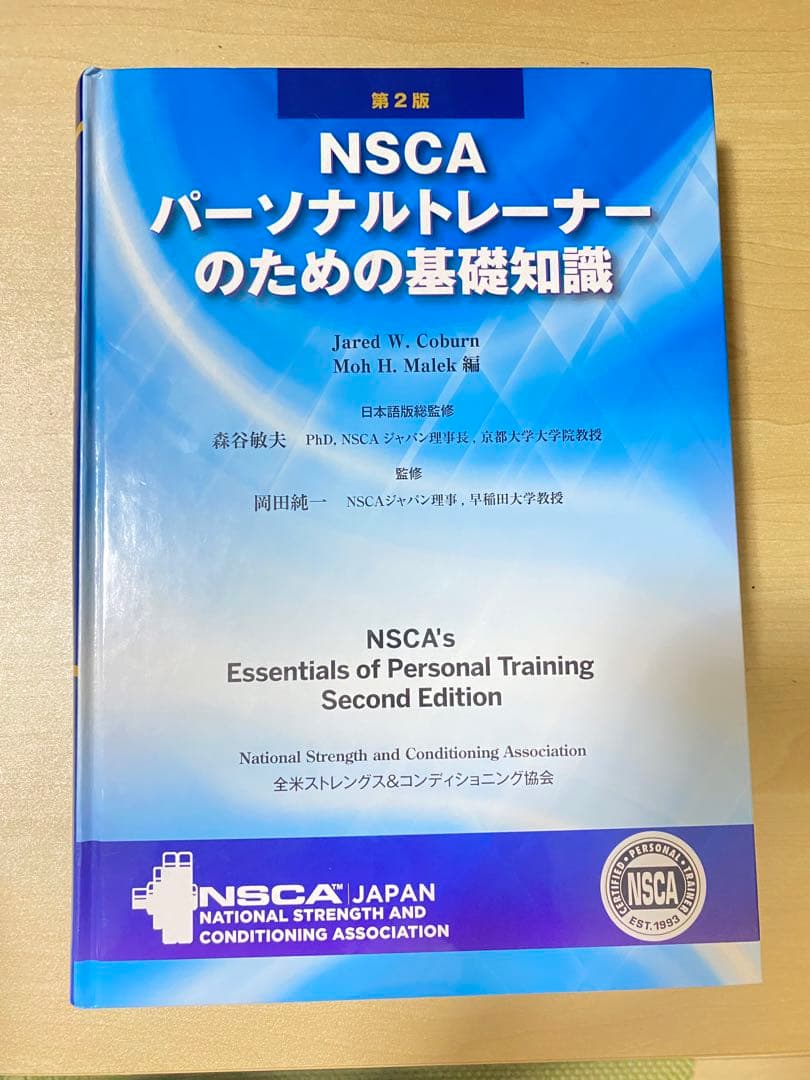 第2版
NSCA
パーソナルトレーナー
のための基礎知識
Jared W. Coburn
Moh H. Malek 編
日本語版総監修
森谷敏夫 PhD, NSCA ジャパン理事長, 京都大学大学院教授
監修
岡田純一 NSCAジャパン理事, 早稲田大学教授
NSCA's
Essentials of Personal Training
Second Edition
National Strength and Conditioning Association
全米ストレングス&コンディショニング協会
NSCA™ JAPAN
NATIONAL STRENGTH AND
CONDITIONING ASSOCIATION
CERTIFIED • PERSONAL • TRAINER
NSCA
EST. 1993